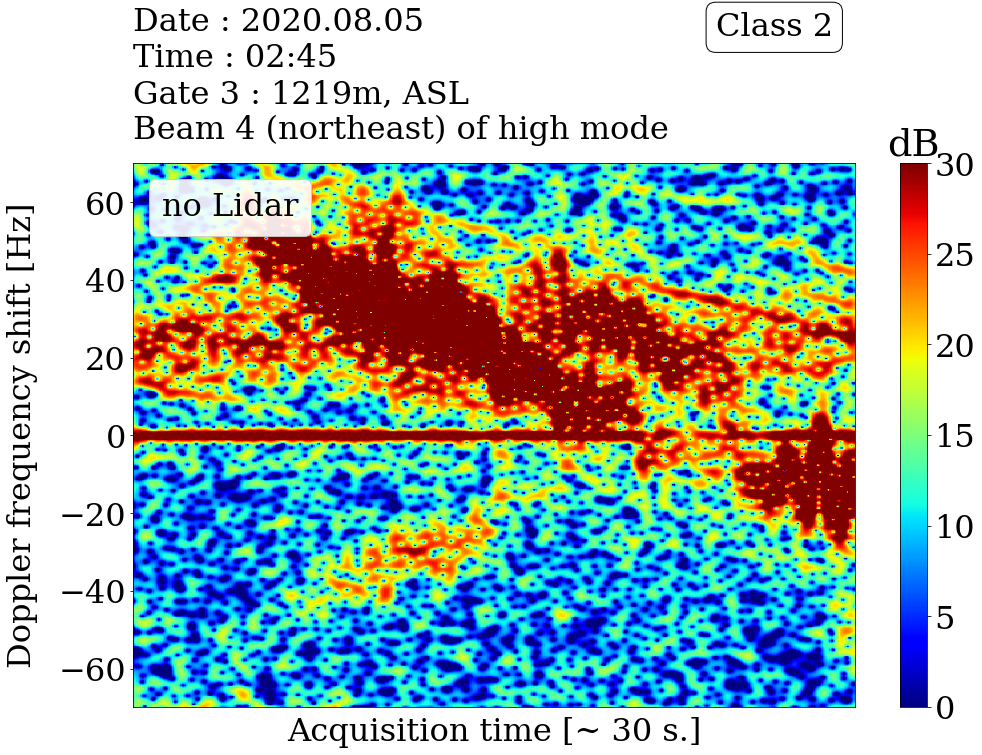 Date : 2020.08.05
Time : 02:45
Gate 3 : 1219m, ASL
Beam 4 (northeast) of high mode
Class 2
dB
no Lidar
Doppler frequency shift [Hz]
60
40
20
0
−20
−40
−60
30
25
20
15
10
5
0
Acquisition time [~ 30 s.]